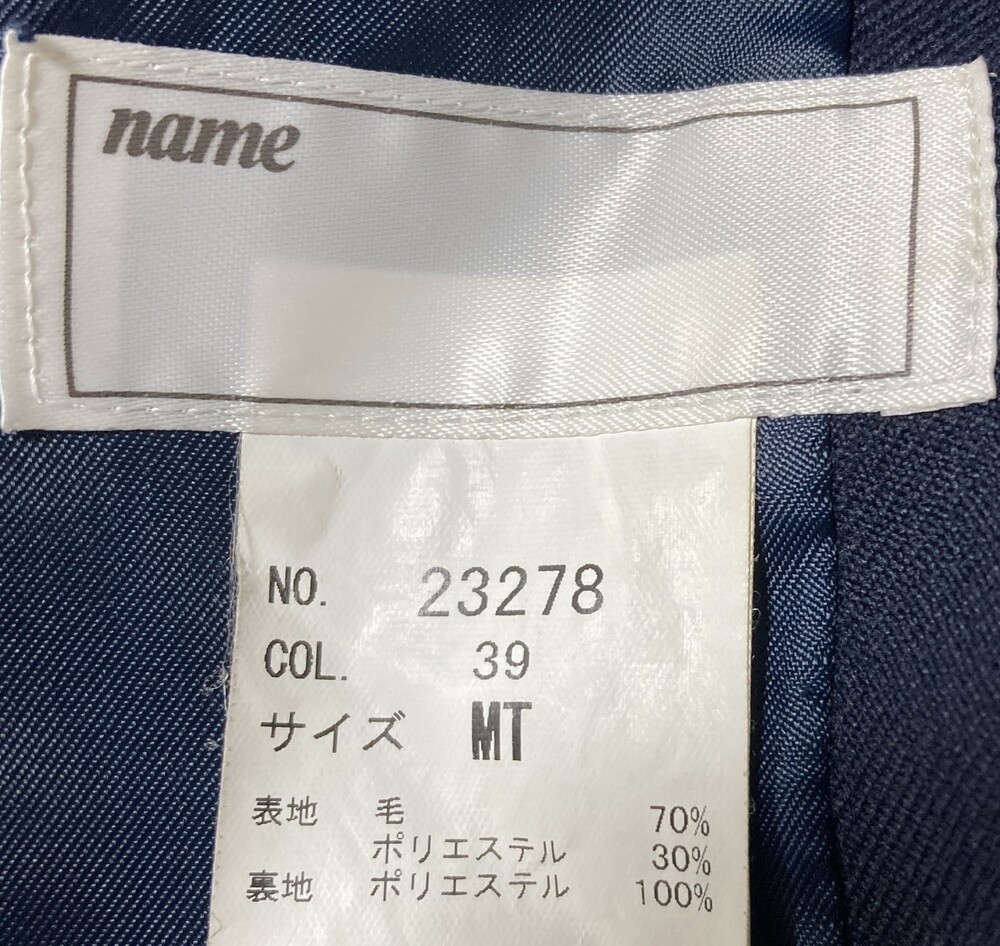 name
NO. 23278
COL. 39
サイズ MT
表地 毛 70%
ポリエステル 30%
裏地 ポリエステル 100%